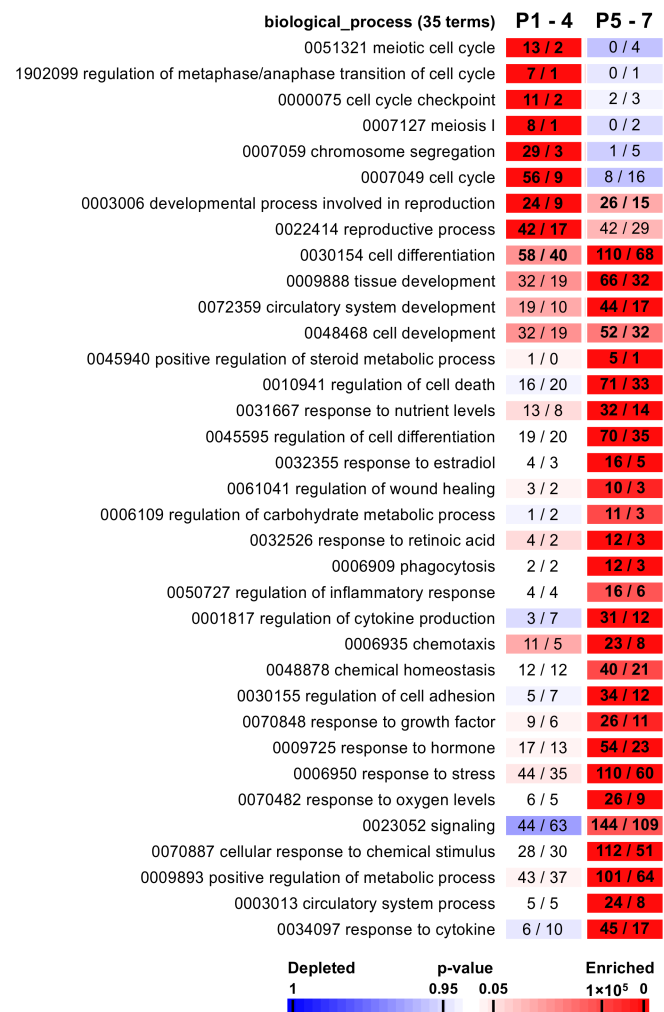 biological_process (35 terms) P1 - 4 P5 - 7
0051321 meiotic cell cycle 13 / 2 0 / 4
1902099 regulation of metaphase/anaphase transition of cell cycle 7 / 1 0 / 1
0000075 cell cycle checkpoint 11 / 2 2 / 3
0007127 meiosis I 8 / 1 0 / 2
0007059 chromosome segregation 29 / 3 1 / 5
0007049 cell cycle 56 / 9 8 / 16
0003006 developmental process involved in reproduction 24 / 9 26 / 15
0022414 reproductive process 42 / 17 42 / 29
0030154 cell differentiation 58 / 40 110 / 68
0009888 tissue development 32 / 19 66 / 32
0072359 circulatory system development 19 / 10 44 / 17
0048468 cell development 32 / 19 52 / 32
0045940 positive regulation of steroid metabolic process 1 / 0 5 / 1
0010941 regulation of cell death 16 / 20 71 / 33
0031667 response to nutrient levels 13 / 8 32 / 14
0045595 regulation of cell differentiation 19 / 20 70 / 35
0032355 response to estradiol 4 / 3 16 / 5
0061041 regulation of wound healing 3 / 2 10 / 3
0006109 regulation of carbohydrate metabolic process 1 / 2 11 / 3
0032526 response to retinoic acid 4 / 2 12 / 3
0006909 phagocytosis 2 / 2 12 / 3
0050727 regulation of inflammatory response 4 / 4 16 / 6
0001817 regulation of cytokine production 3 / 7 31 / 12
0006935 chemotaxis 11 / 5 23 / 8
0048878 chemical homeostasis 12 / 12 40 / 21
0030155 regulation of cell adhesion 5 / 7 34 / 12
0070848 response to growth factor 9 / 6 26 / 11
0009725 response to hormone 17 / 13 54 / 23
0006950 response to stress 44 / 35 110 / 60
0070482 response to oxygen levels 6 / 5 26 / 9
0023052 signaling 44 / 63 144 / 109
0070887 cellular response to chemical stimulus 28 / 30 112 / 51
0009893 positive regulation of metabolic process 43 / 37 101 / 64
0003013 circulatory system process 5 / 5 24 / 8
0034097 response to cytokine 6 / 10 45 / 17
Depleted p-value Enriched
1 0.95 0.05 1×10⁵ 0